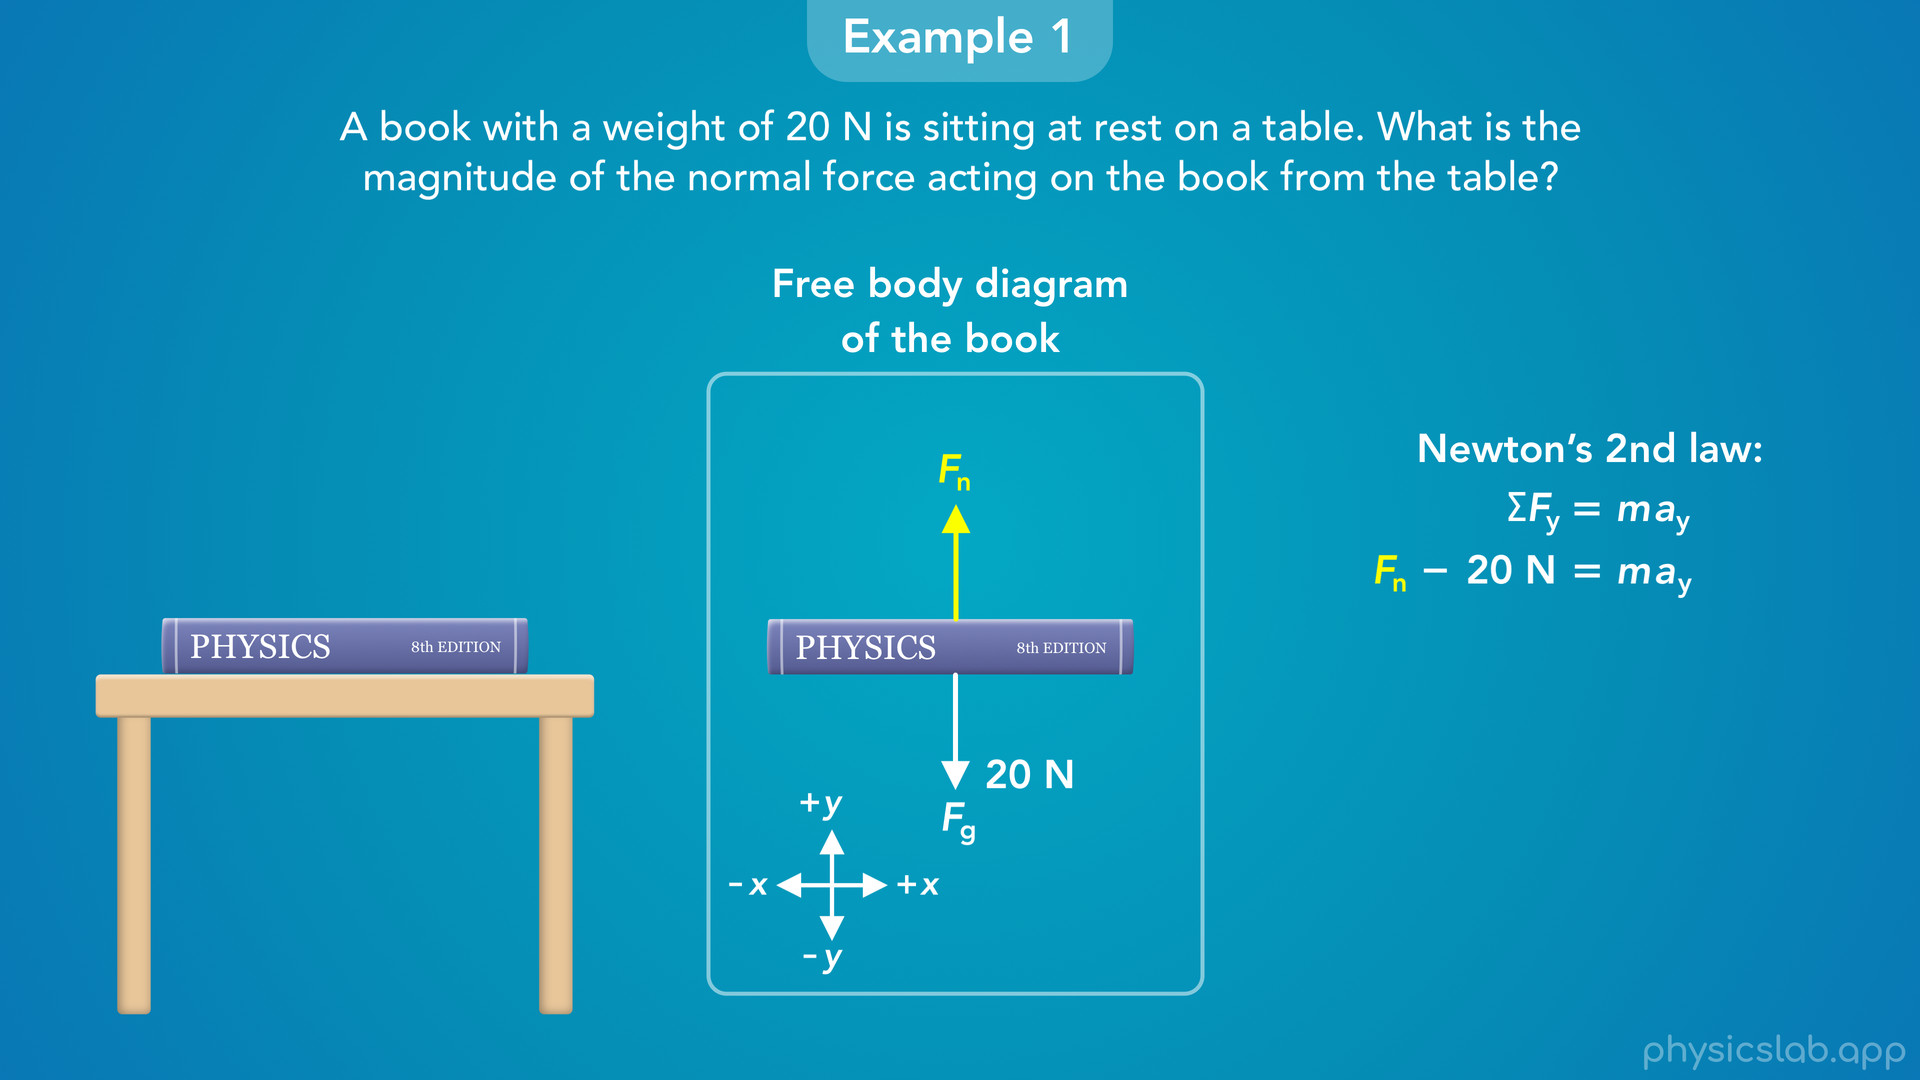 Example 1
A book with a weight of 20 N is sitting at rest on a table. What is the
magnitude of the normal force acting on the book from the table?
Free body diagram
of the book
Fn
PHYSICS 8th EDITION
20 N
Fg
+y
-x +x
-y
Newton's 2nd law:
ΣFy = may
Fn − 20 N = may
PHYSICS 8th EDITION
physicslab.app